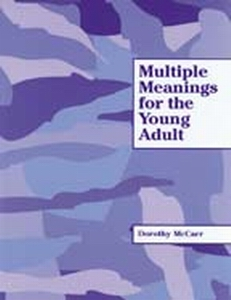 Multiple
Meanings
for the
Young
Adult
Dorothy McCarr